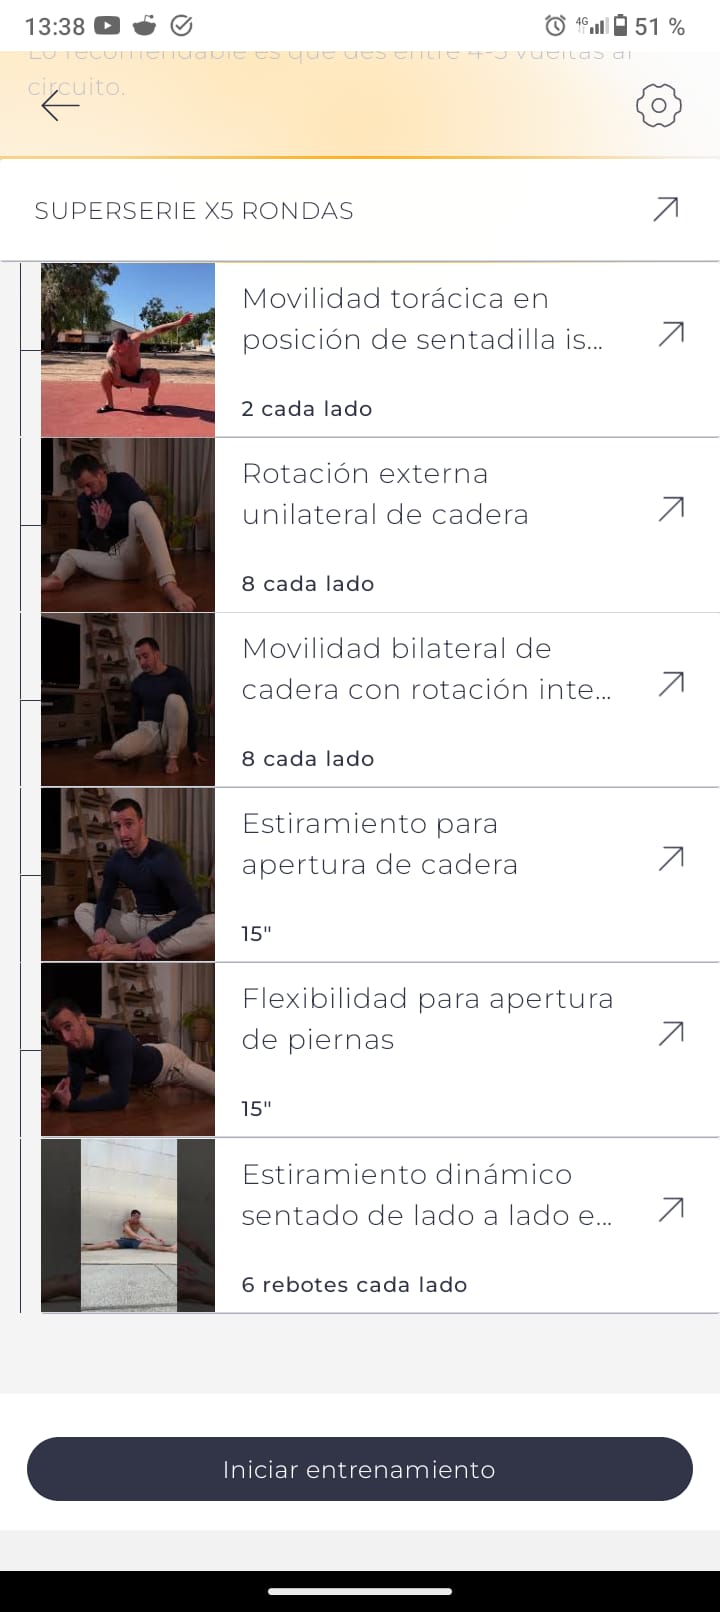 13:38
4G
51 %
Lo recomendable es que des entre 4-5 vueltas al
circuito.
SUPERSERIE X5 RONDAS
Movilidad torácica en
posición de sentadilla is...
2 cada lado
Rotación externa
unilateral de cadera
8 cada lado
Movilidad bilateral de
cadera con rotación inte...
8 cada lado
Estiramiento para
apertura de cadera
15"
Flexibilidad para apertura
de piernas
15"
Estiramiento dinámico
sentado de lado a lado e...
6 rebotes cada lado
Iniciar entrenamiento